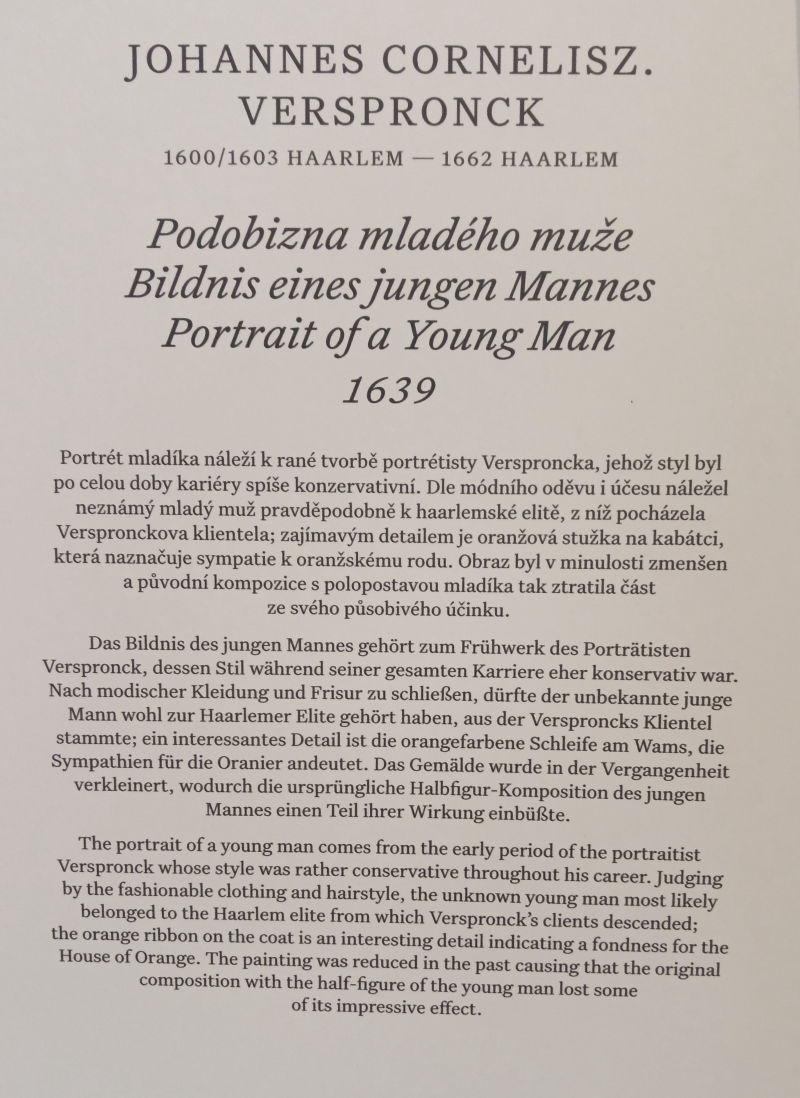 JOHANNES CORNELISZ.
VERSPRONCK
1600/1603 HAARLEM — 1662 HAARLEM
Podobizna mladého muže
Bildnis eines jungen Mannes
Portrait of a Young Man
1639
Portrét mladíka náleží k rané tvorbě portrétisty Versproncka, jehož styl byl
po celou doby kariéry spíše konzervativní. Dle módního oděvu i účesu náležel
neznámý mladý muž pravděpodobně k haarlemské elitě, z níž pocházela
Verspronckova klientela; zajímavým detailem je oranžová stužka na kabátci,
která naznačuje sympatie k oranžskému rodu. Obraz byl v minulosti zmenšen
a původní kompozice s polopostavou mladíka tak ztratila část
ze svého působivého účinku.
Das Bildnis des jungen Mannes gehört zum Frühwerk des Porträtisten
Verspronck, dessen Stil während seiner gesamten Karriere eher konservativ war.
Nach modischer Kleidung und Frisur zu schließen, dürfte der unbekannte junge
Mann wohl zur Haarlemer Elite gehört haben, aus der Versproncks Klientel
stammte; ein interessantes Detail ist die orangefarbene Schleife am Wams, die
Sympathien für die Oranier andeutet. Das Gemälde wurde in der Vergangenheit
verkleinert, wodurch die ursprüngliche Halbfigur-Komposition des jungen
Mannes einen Teil ihrer Wirkung einbüßte.
The portrait of a young man comes from the early period of the portraitist
Verspronck whose style was rather conservative throughout his career. Judging
by the fashionable clothing and hairstyle, the unknown young man most likely
belonged to the Haarlem elite from which Verspronck’s clients descended;
the orange ribbon on the coat is an interesting detail indicating a fondness for the
House of Orange. The painting was reduced in the past causing that the original
composition with the half-figure of the young man lost some
of its impressive effect.